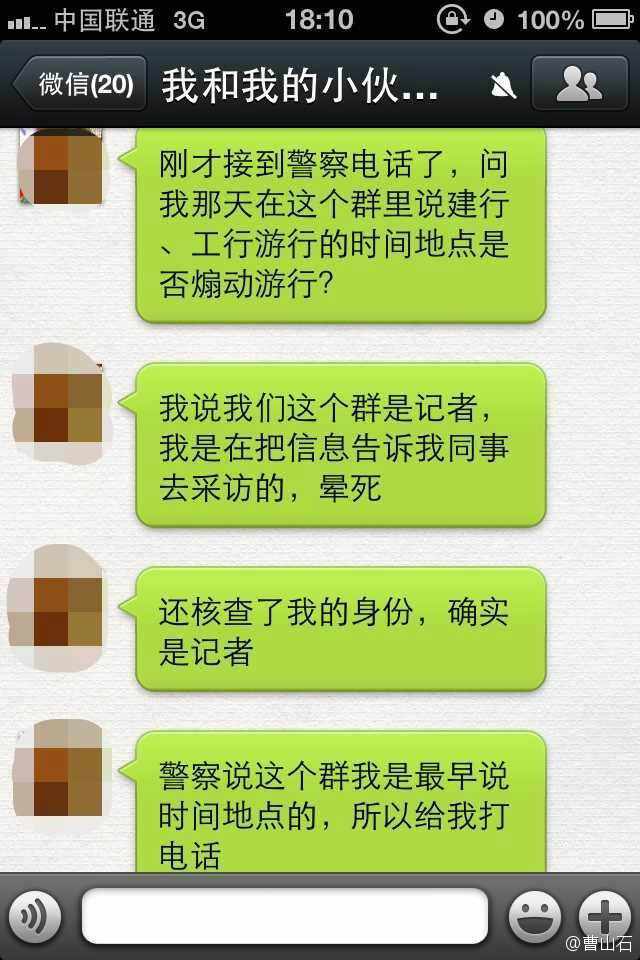 中国联通 3G 18:10 100%
微信(20) 我和我的小伙...
刚才接到警察电话了，问
我那天在这个群里说建行
、工行游行的时间地点是
否煽动游行?
我说我们这个群是记者，
我是在把信息告诉我同事
去采访的，晕死
还核查了我的身份，确实
是记者
警察说这个群我是最早说
时间地点的，所以给我打
电话
@曹山石